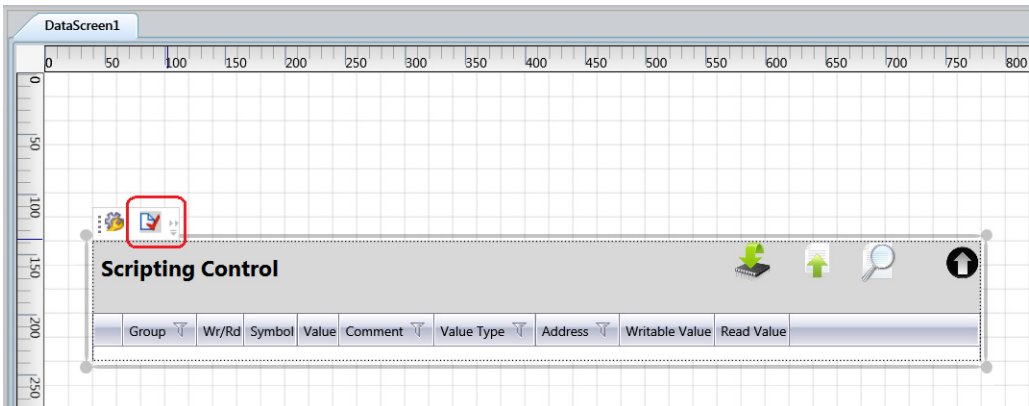 DataScreen1
0 50 100 150 200 250 300 350 400 450 500 550 600 650 700 750 800
0
50
100
150
200
250
Scripting Control
Group Wr/Rd Symbol Value Comment Value Type Address Writable Value Read Value